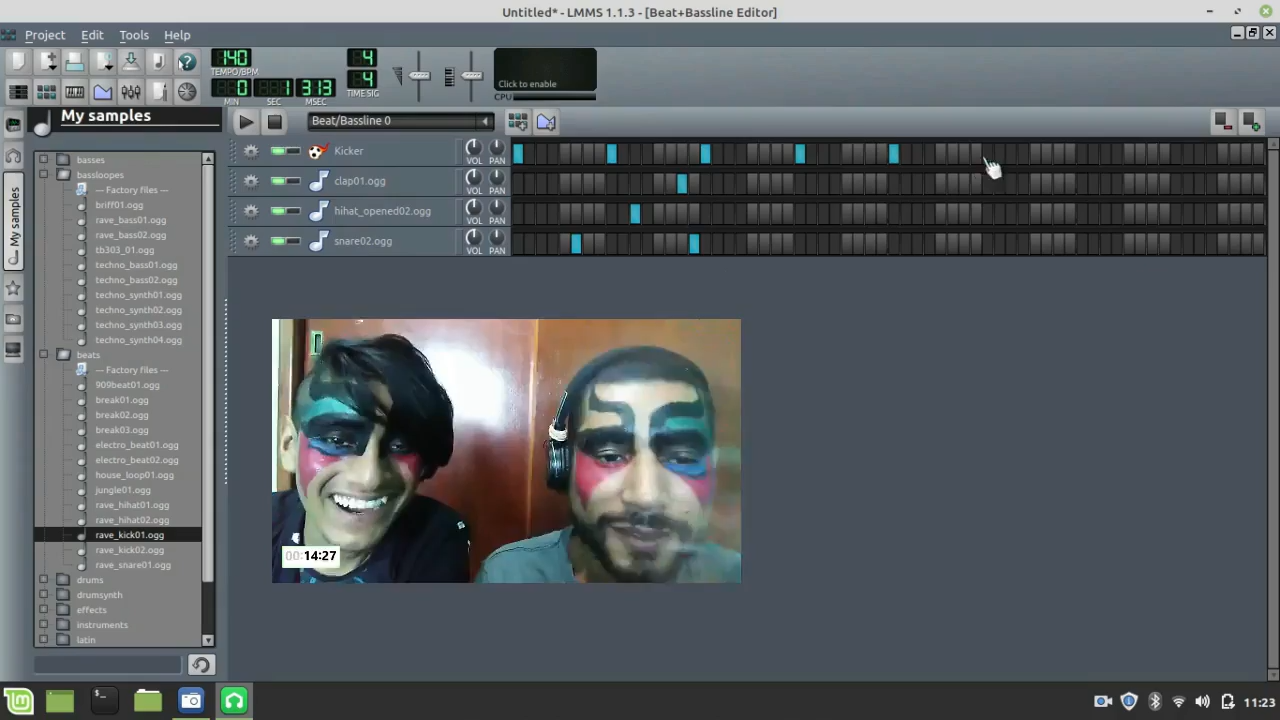 Untitled* - LMMS 1.1.3 - [Beat+Bassline Editor]
Project Edit Tools Help
140
TEMPO/BPM
4
4
TIME SIG
0 1 313
MIN SEC MSEC
Click to enable
CPU
My samples
Beat/Bassline 0
My samples
basses
bassloopes
--- Factory files ---
briff01.ogg
rave_bass01.ogg
rave_bass02.ogg
tb303_01.ogg
techno_bass01.ogg
techno_bass02.ogg
techno_synth01.ogg
techno_synth02.ogg
techno_synth03.ogg
techno_synth04.ogg
beats
--- Factory files ---
909beat01.ogg
break01.ogg
break02.ogg
break03.ogg
electro_beat01.ogg
electro_beat02.ogg
house_loop01.ogg
jungle01.ogg
rave_hihat01.ogg
rave_hihat02.ogg
rave_kick01.ogg
rave_kick02.ogg
rave_snare01.ogg
drums
drumsynth
effects
instruments
latin
Kicker VOL PAN
clap01.ogg VOL PAN
hihat_opened02.ogg VOL PAN
snare02.ogg VOL PAN
00:14:27
11:23